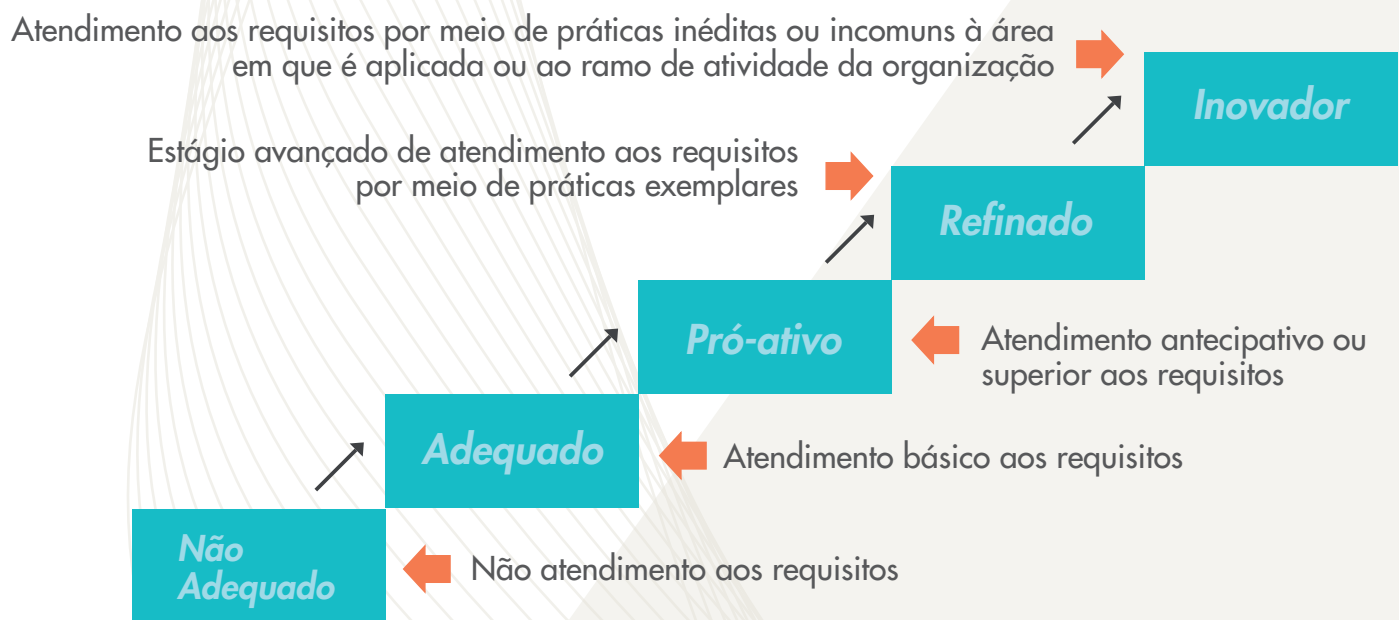 Atendimento aos requisitos por meio de práticas inéditas ou incomuns à área
em que é aplicada ou ao ramo de atividade da organização
Inovador
Estágio avançado de atendimento aos requisitos
por meio de práticas exemplares
Refinado
Pró-ativo
Atendimento antecipativo ou
superior aos requisitos
Adequado
Atendimento básico aos requisitos
Não
Adequado
Não atendimento aos requisitos